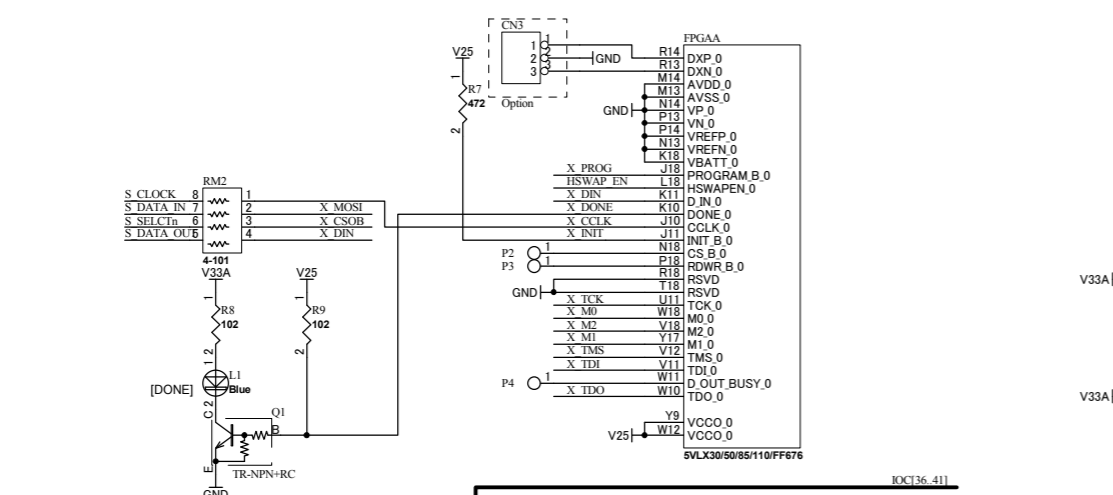 CN3
1
2
3
GND
Option
V25
1
R7
472
2
FPGAA
R14 DXP_0
R13 DXN_0
M14 AVDD_0
M13 AVSS_0
GND
N14 VP_0
P13 VN_0
P14 VREFP_0
N13 VREFN_0
K18 VBATT_0
X_PROG J18 PROGRAM_B_0
HSWAP_EN L18 HSWAPEN_0
X_DIN K11 D_IN_0
X_DONE K10 DONE_0
X_CCLK J10 CCLK_0
X_INIT J11 INIT_B_0
P2 1 N18 CS_B_0
P3 1 P18 RDWR_B_0
R18 RSVD
GND T18 RSVD
X_TCK U11 TCK_0
X_M0 W18 M0_0
X_M2 V18 M2_0
X_M1 Y17 M1_0
X_TMS V12 TMS_0
X_TDI V11 TDI_0
P4 1 W11 D_OUT_BUSY_0
X_TDO W10 TDO_0
Y9 VCCO_0
V25 W12 VCCO_0
5VLX30/50/85/110/FF676
RM2
S_CLOCK 8 1
S_DATA_IN 7 2 X_MOSI
S_SELCTn 6 3 X_CSOB
S_DATA_OUT 5 4 X_DIN
4-101
V33A
1
R8
102
2
V25
1
R9
102
2
1
L1
[DONE] Blue
2
C
Q1
B
E
TR-NPN+RC
GND
V33A
V33A
IOC[36..41]